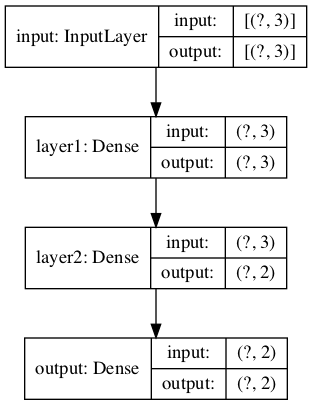 input: InputLayer
input: [(?, 3)]
output: [(?, 3)]
layer1: Dense
input: (?, 3)
output: (?, 3)
layer2: Dense
input: (?, 3)
output: (?, 2)
output: Dense
input: (?, 2)
output: (?, 2)